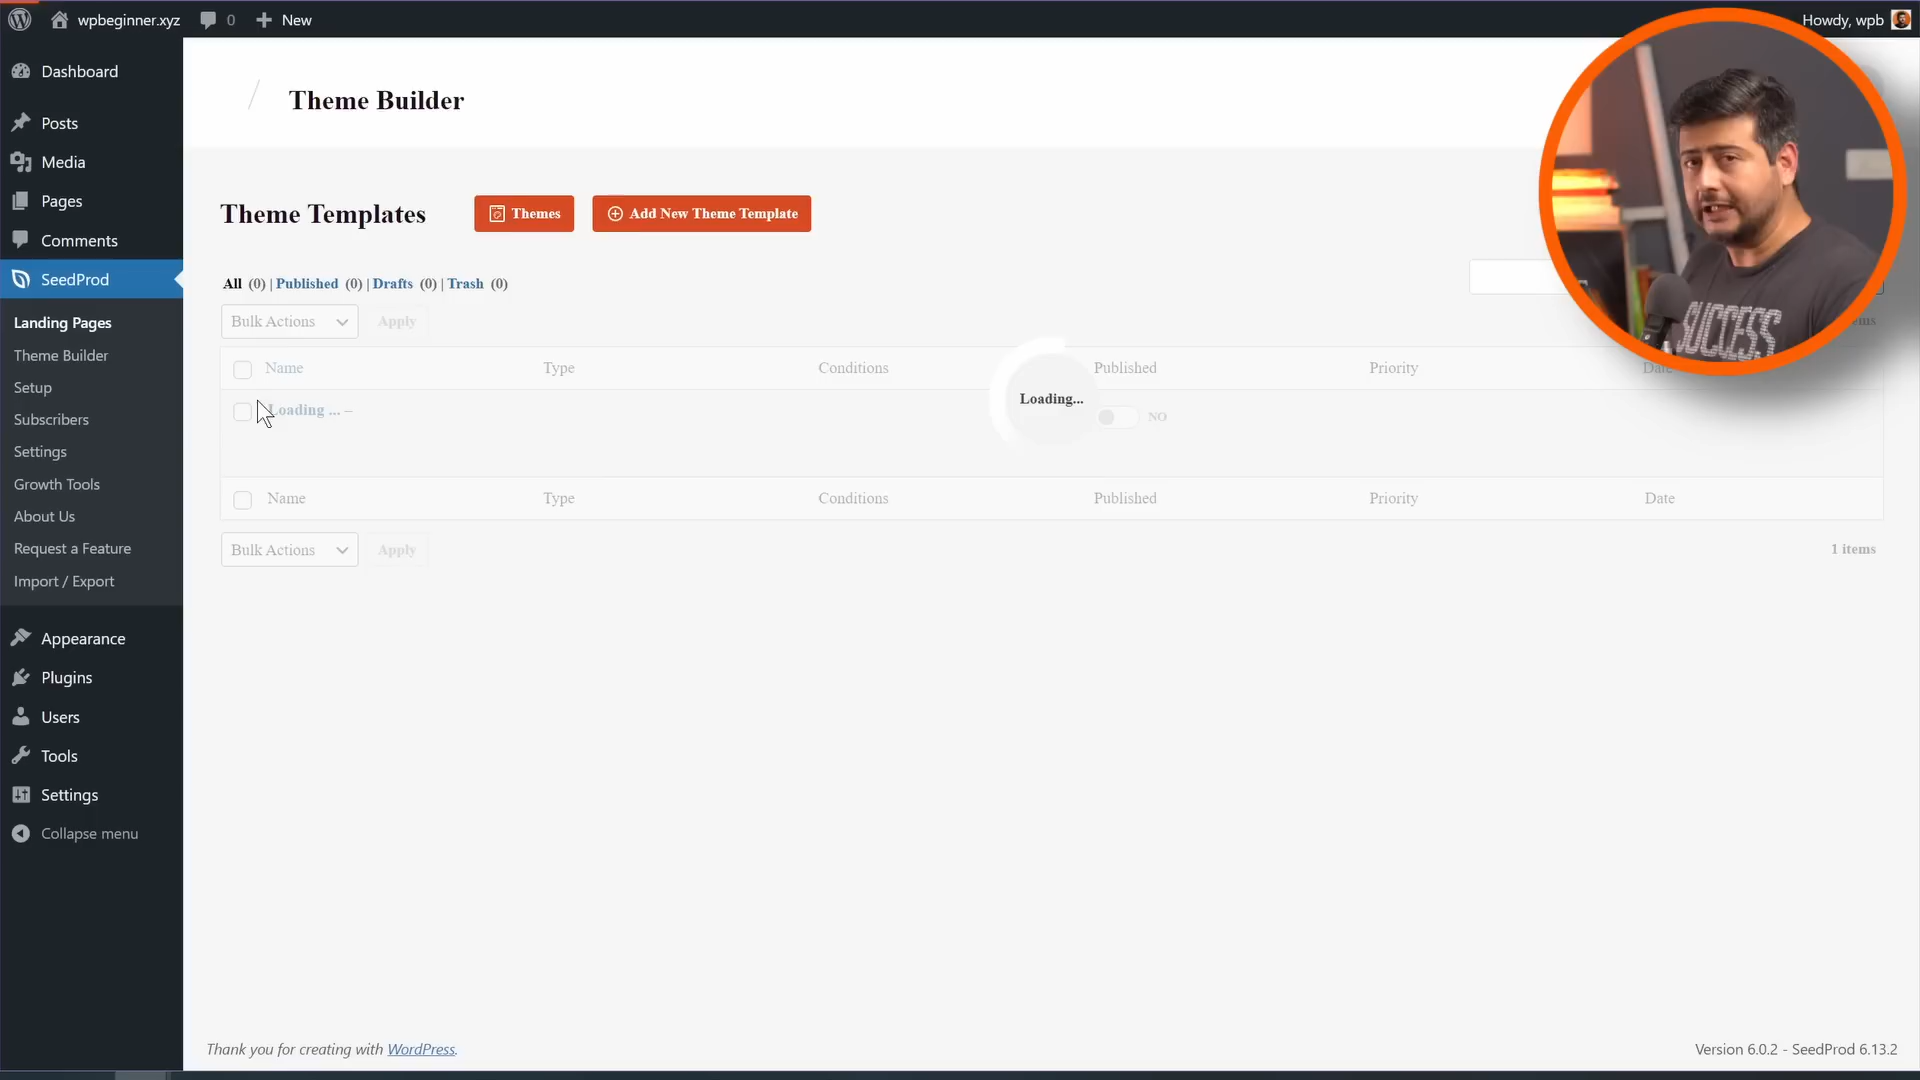 wpbeginner.xyz 0 New Howdy, wpb
Dashboard
Posts
Media
Pages
Comments
SeedProd
Landing Pages
Theme Builder
Setup
Subscribers
Settings
Growth Tools
About Us
Request a Feature
Import / Export
Appearance
Plugins
Users
Tools
Settings
Collapse menu
/ Theme Builder
Theme Templates Themes Add New Theme Template
All (0) | Published (0) | Drafts (0) | Trash (0)
Bulk Actions Apply
Name Type Conditions Published Priority Date
Loading ... – NO
Loading...
Name Type Conditions Published Priority Date
Bulk Actions Apply 1 items
Thank you for creating with WordPress. Version 6.0.2 - SeedProd 6.13.2
SUCCESS